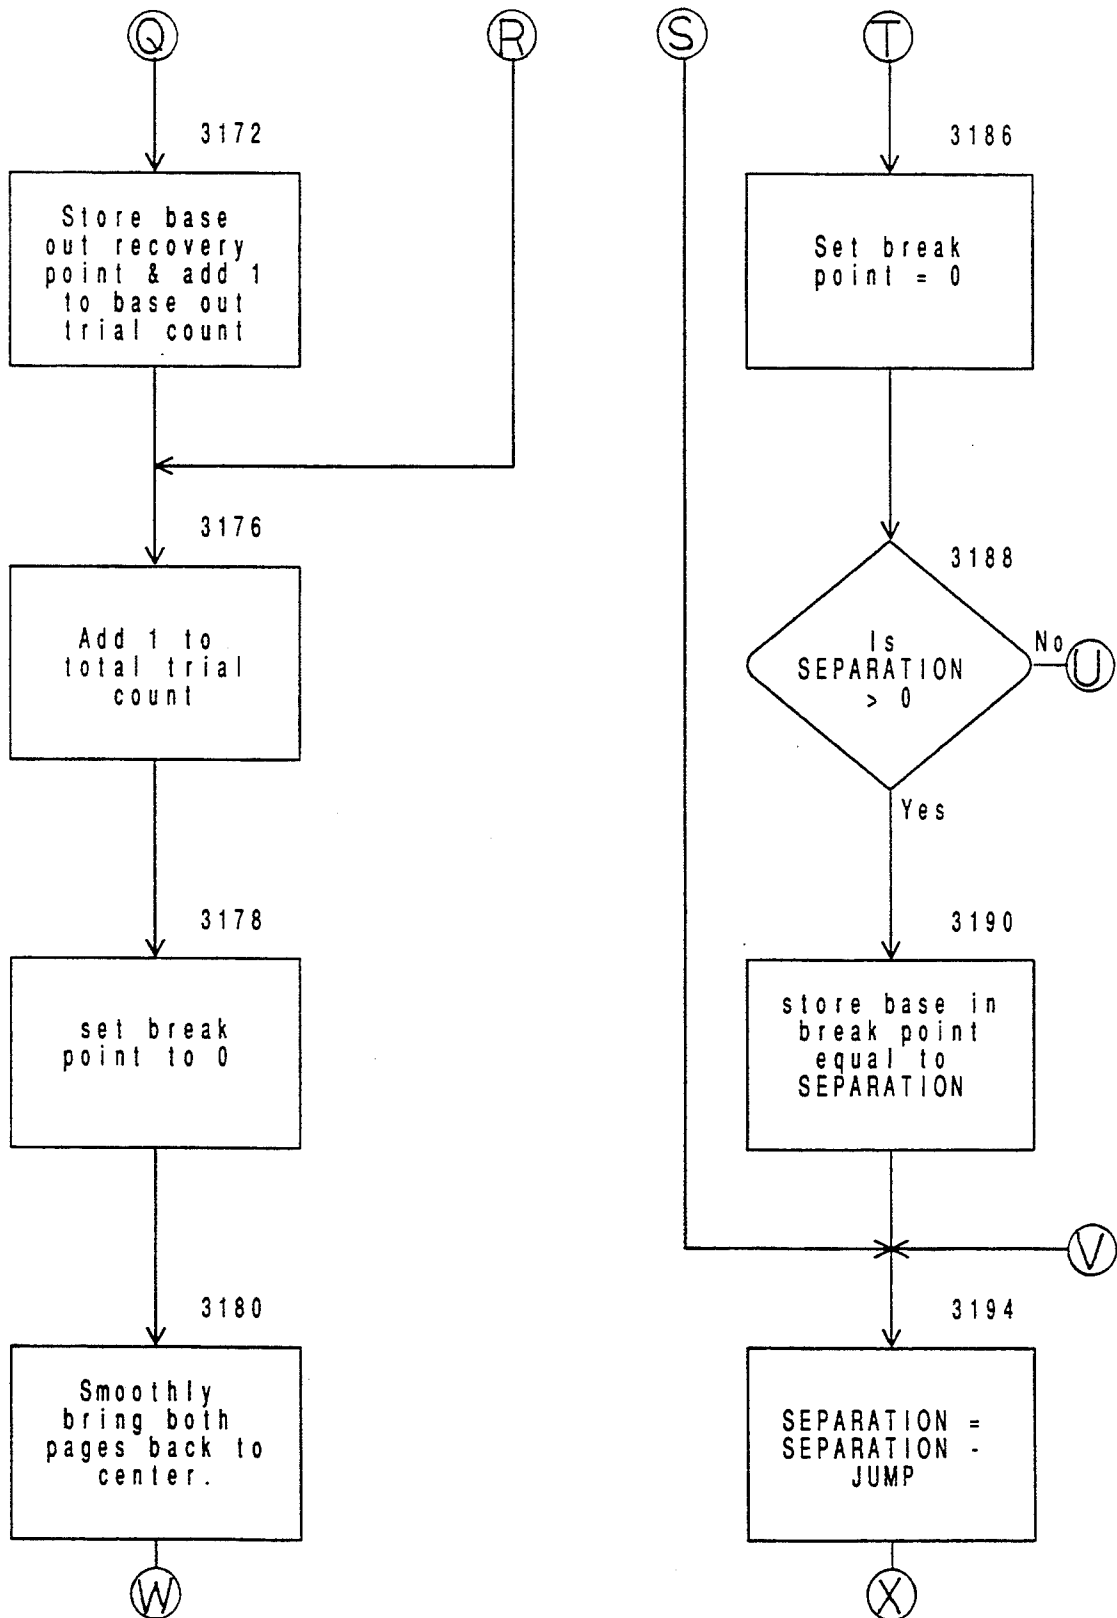 Q
R
S
T
3172
Store base
out recovery
point & add 1
to base out
trial count
3176
Add 1 to
total trial
count
3178
set break
point to 0
3180
Smoothly
bring both
pages back to
center.
W
3186
Set break
point = 0
3188
Is
SEPARATION
> 0
No
U
Yes
3190
store base in
break point
equal to
SEPARATION
V
3194
SEPARATION =
SEPARATION -
JUMP
X